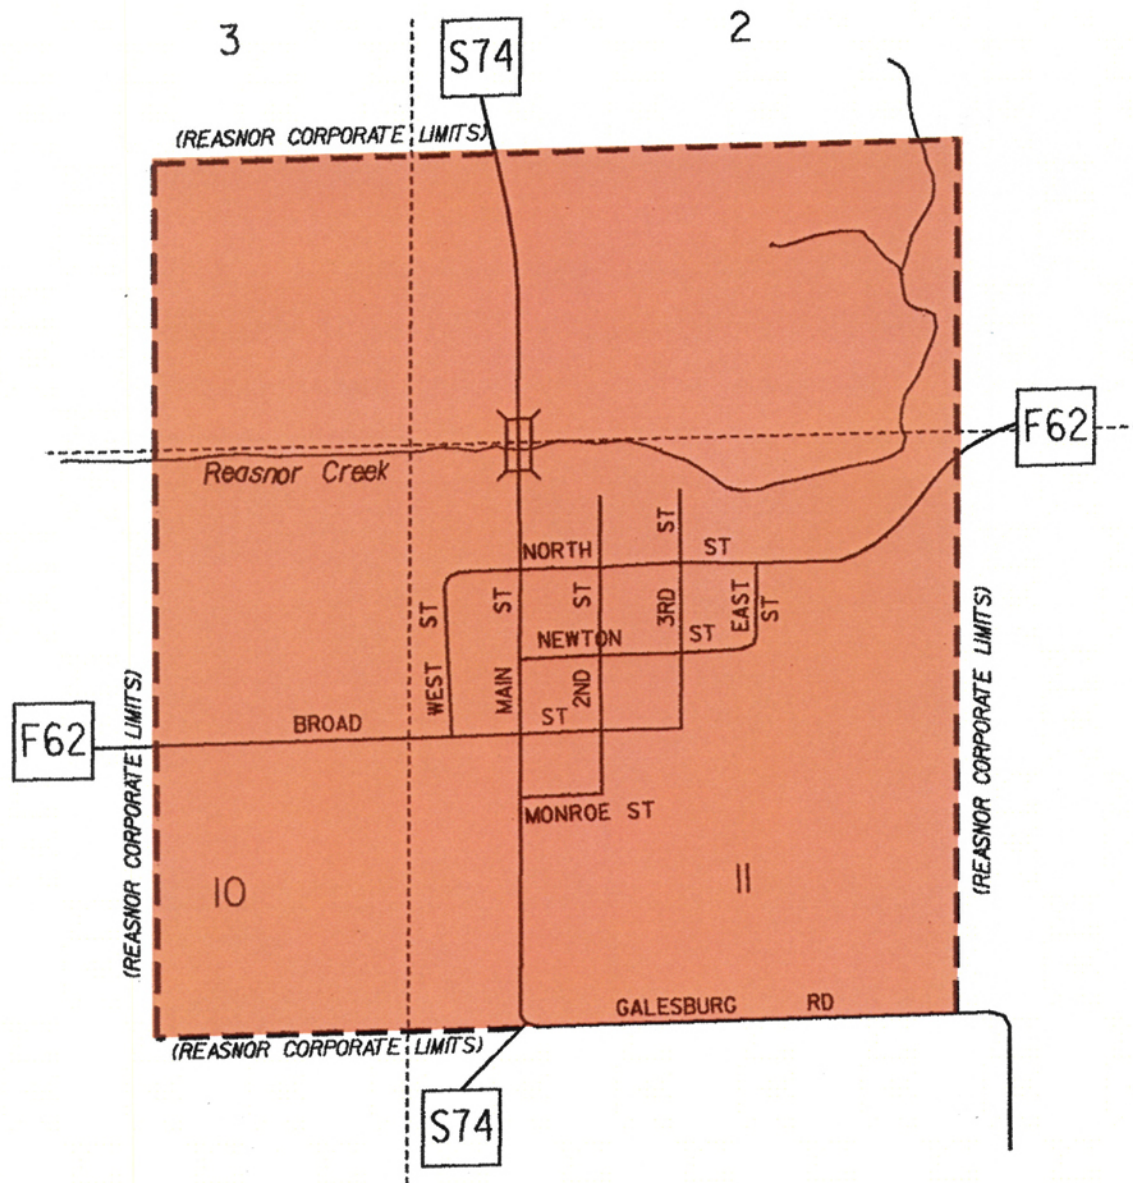 3
2
S74
(REASNOR CORPORATE LIMITS)
F62
Reasnor Creek
NORTH ST
WEST ST
MAIN ST
2ND ST
3RD ST
EAST ST
NEWTON ST
BROAD ST
F62
MONROE ST
(REASNOR CORPORATE LIMITS)
(REASNOR CORPORATE LIMITS)
10
11
GALESBURG RD
(REASNOR CORPORATE LIMITS)
S74